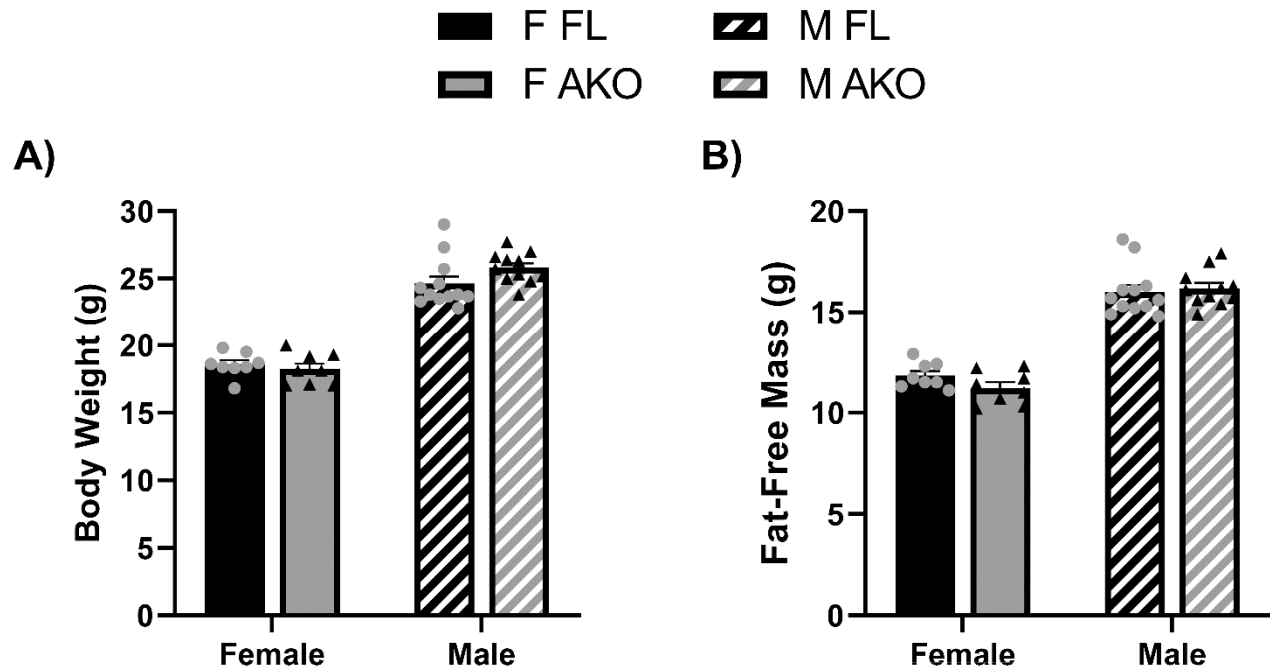 F FL
M FL
F AKO
M AKO
A)
B)
Body Weight (g)
30
25
20
15
10
5
0
Female
Male
Fat-Free Mass (g)
20
15
10
5
0
Female
Male